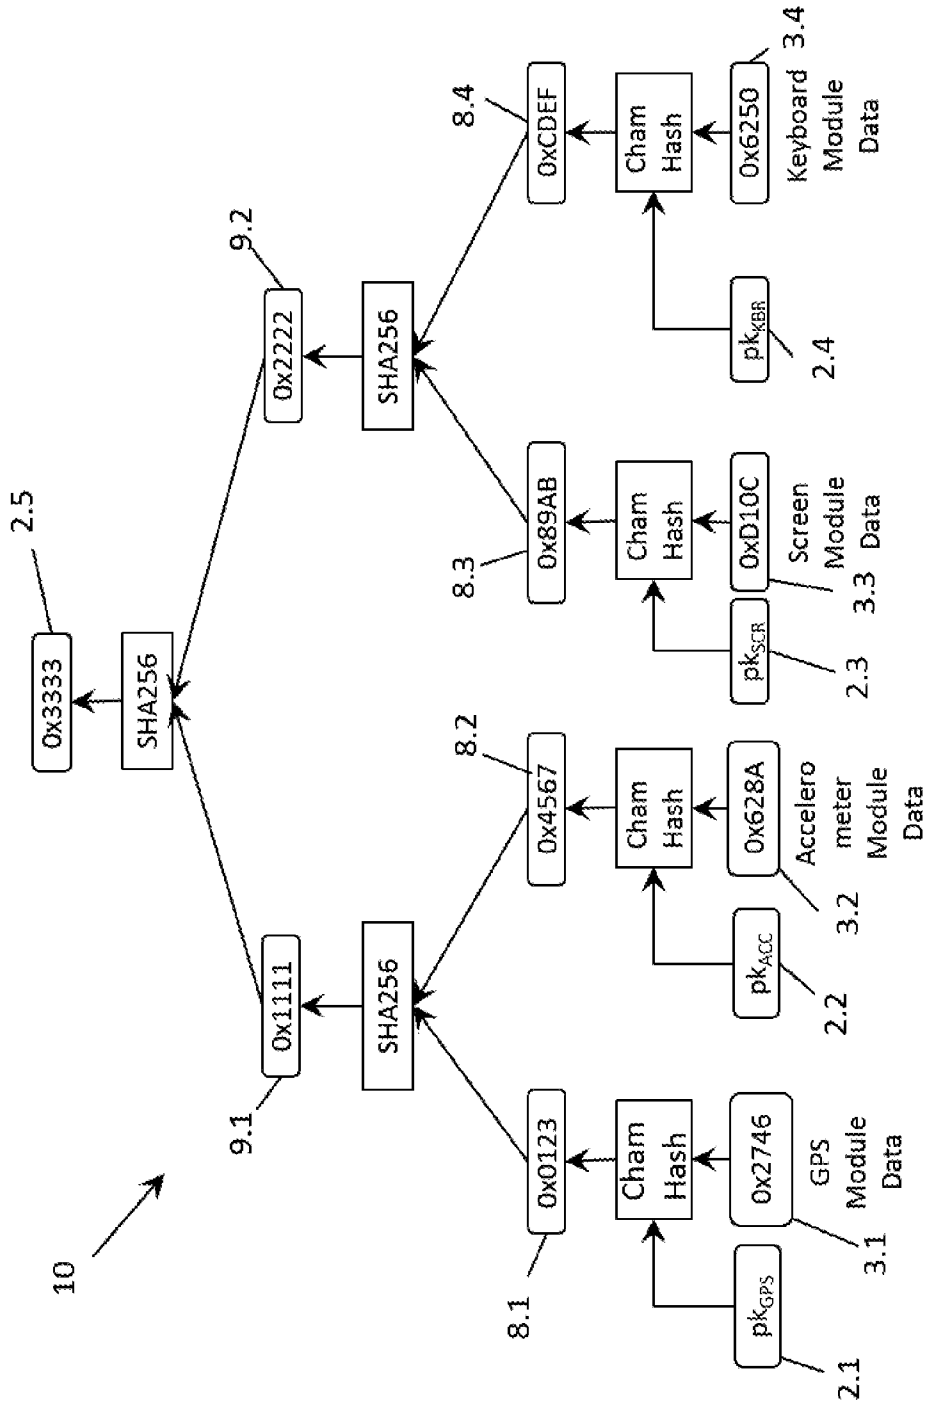 10
2.5
0x3333
SHA256
9.1
0x1111
9.2
0x2222
SHA256
SHA256
8.1
0x0123
8.2
0x4567
8.3
0x89AB
8.4
0xCDEF
Cham
Hash
Cham
Hash
Cham
Hash
Cham
Hash
pkGPS
2.1
0x2746
3.1
GPS
Module
Data
pkACC
2.2
0x628A
3.2
Accelero
meter
Module
Data
pkSCR
2.3
0xD10C
3.3
Screen
Module
Data
pkKBR
2.4
0x6250
3.4
Keyboard
Module
Data